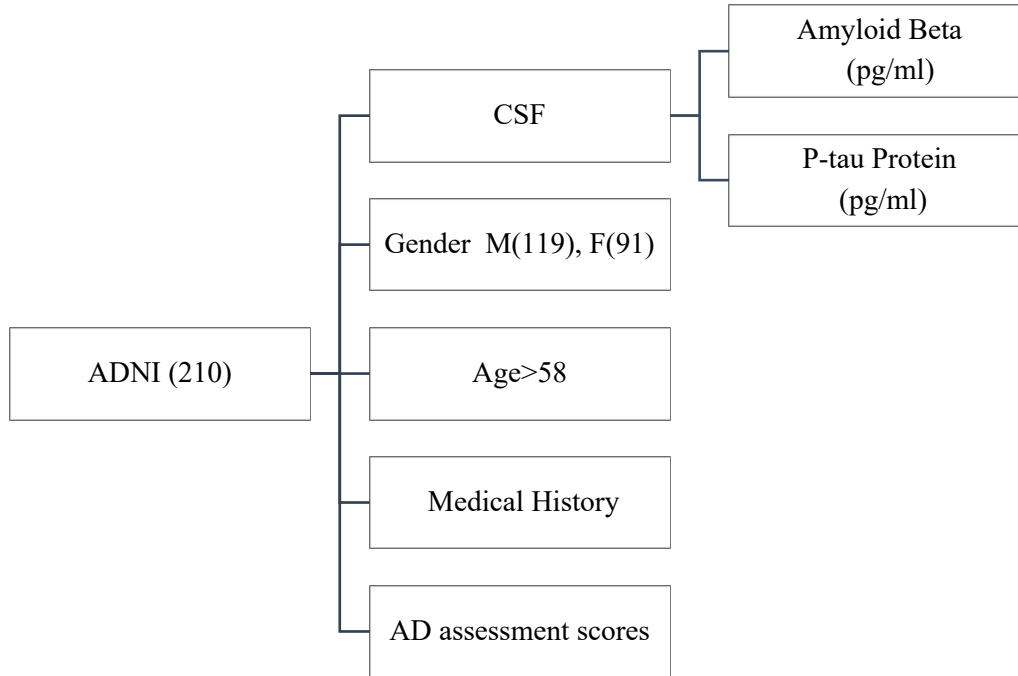 ADNI (210)
CSF
Amyloid Beta
(pg/ml)
P-tau Protein
(pg/ml)
Gender M(119), F(91)
Age>58
Medical History
AD assessment scores